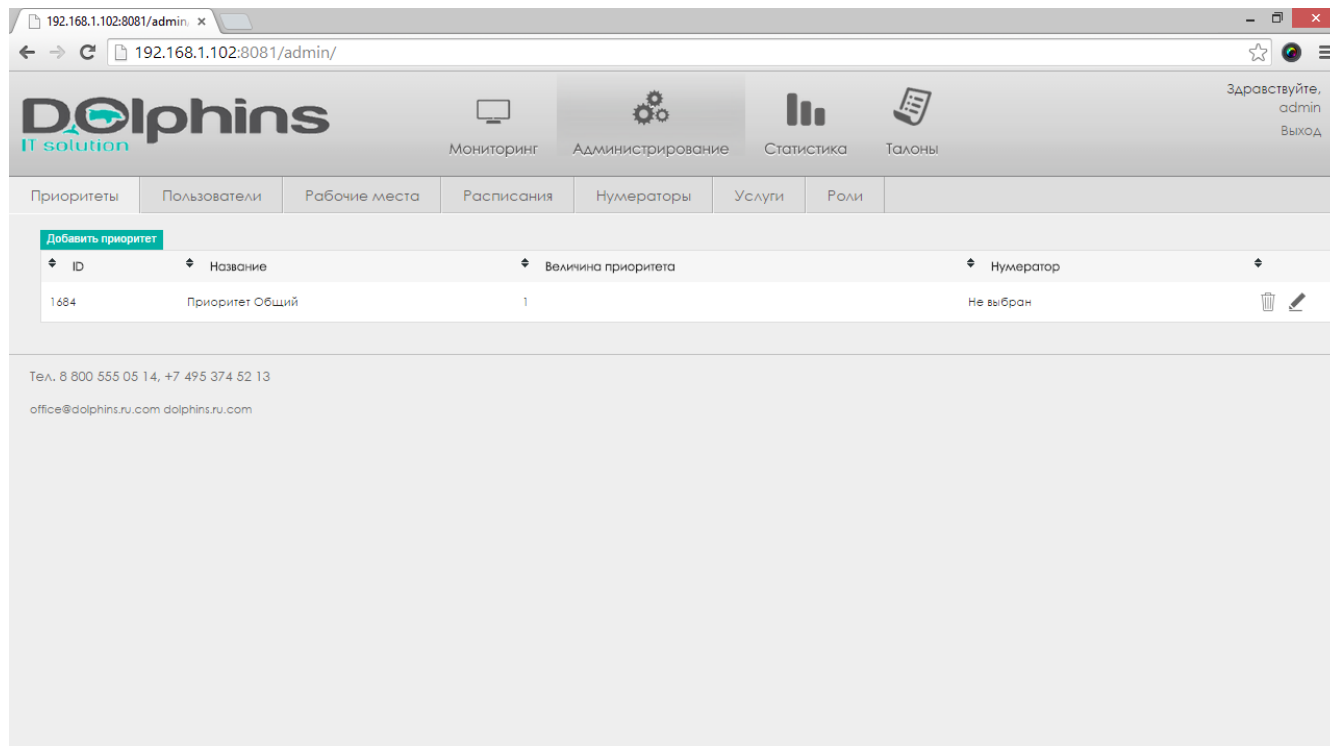 192.168.1.102:8081/admin/
192.168.1.102:8081/admin/
DOlphins
IT solution
Мониторинг
Администрирование
Статистика
Талоны
Здравствуйте,
admin
Выход
Приоритеты Пользователи Рабочие места Расписания Нумераторы Услуги Роли
Добавить приоритет
ID Название Величина приоритета Нумератор
1684 Приоритет Общий 1 Не выбран
Тел. 8 800 555 05 14, +7 495 374 52 13
office@dolphins.ru.com dolphins.ru.com